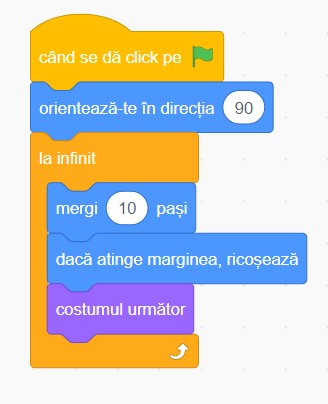 când se dă click pe
orientează-te în direcția 90
la infinit
mergi 10 pași
dacă atinge marginea, ricoșează
costumul următor